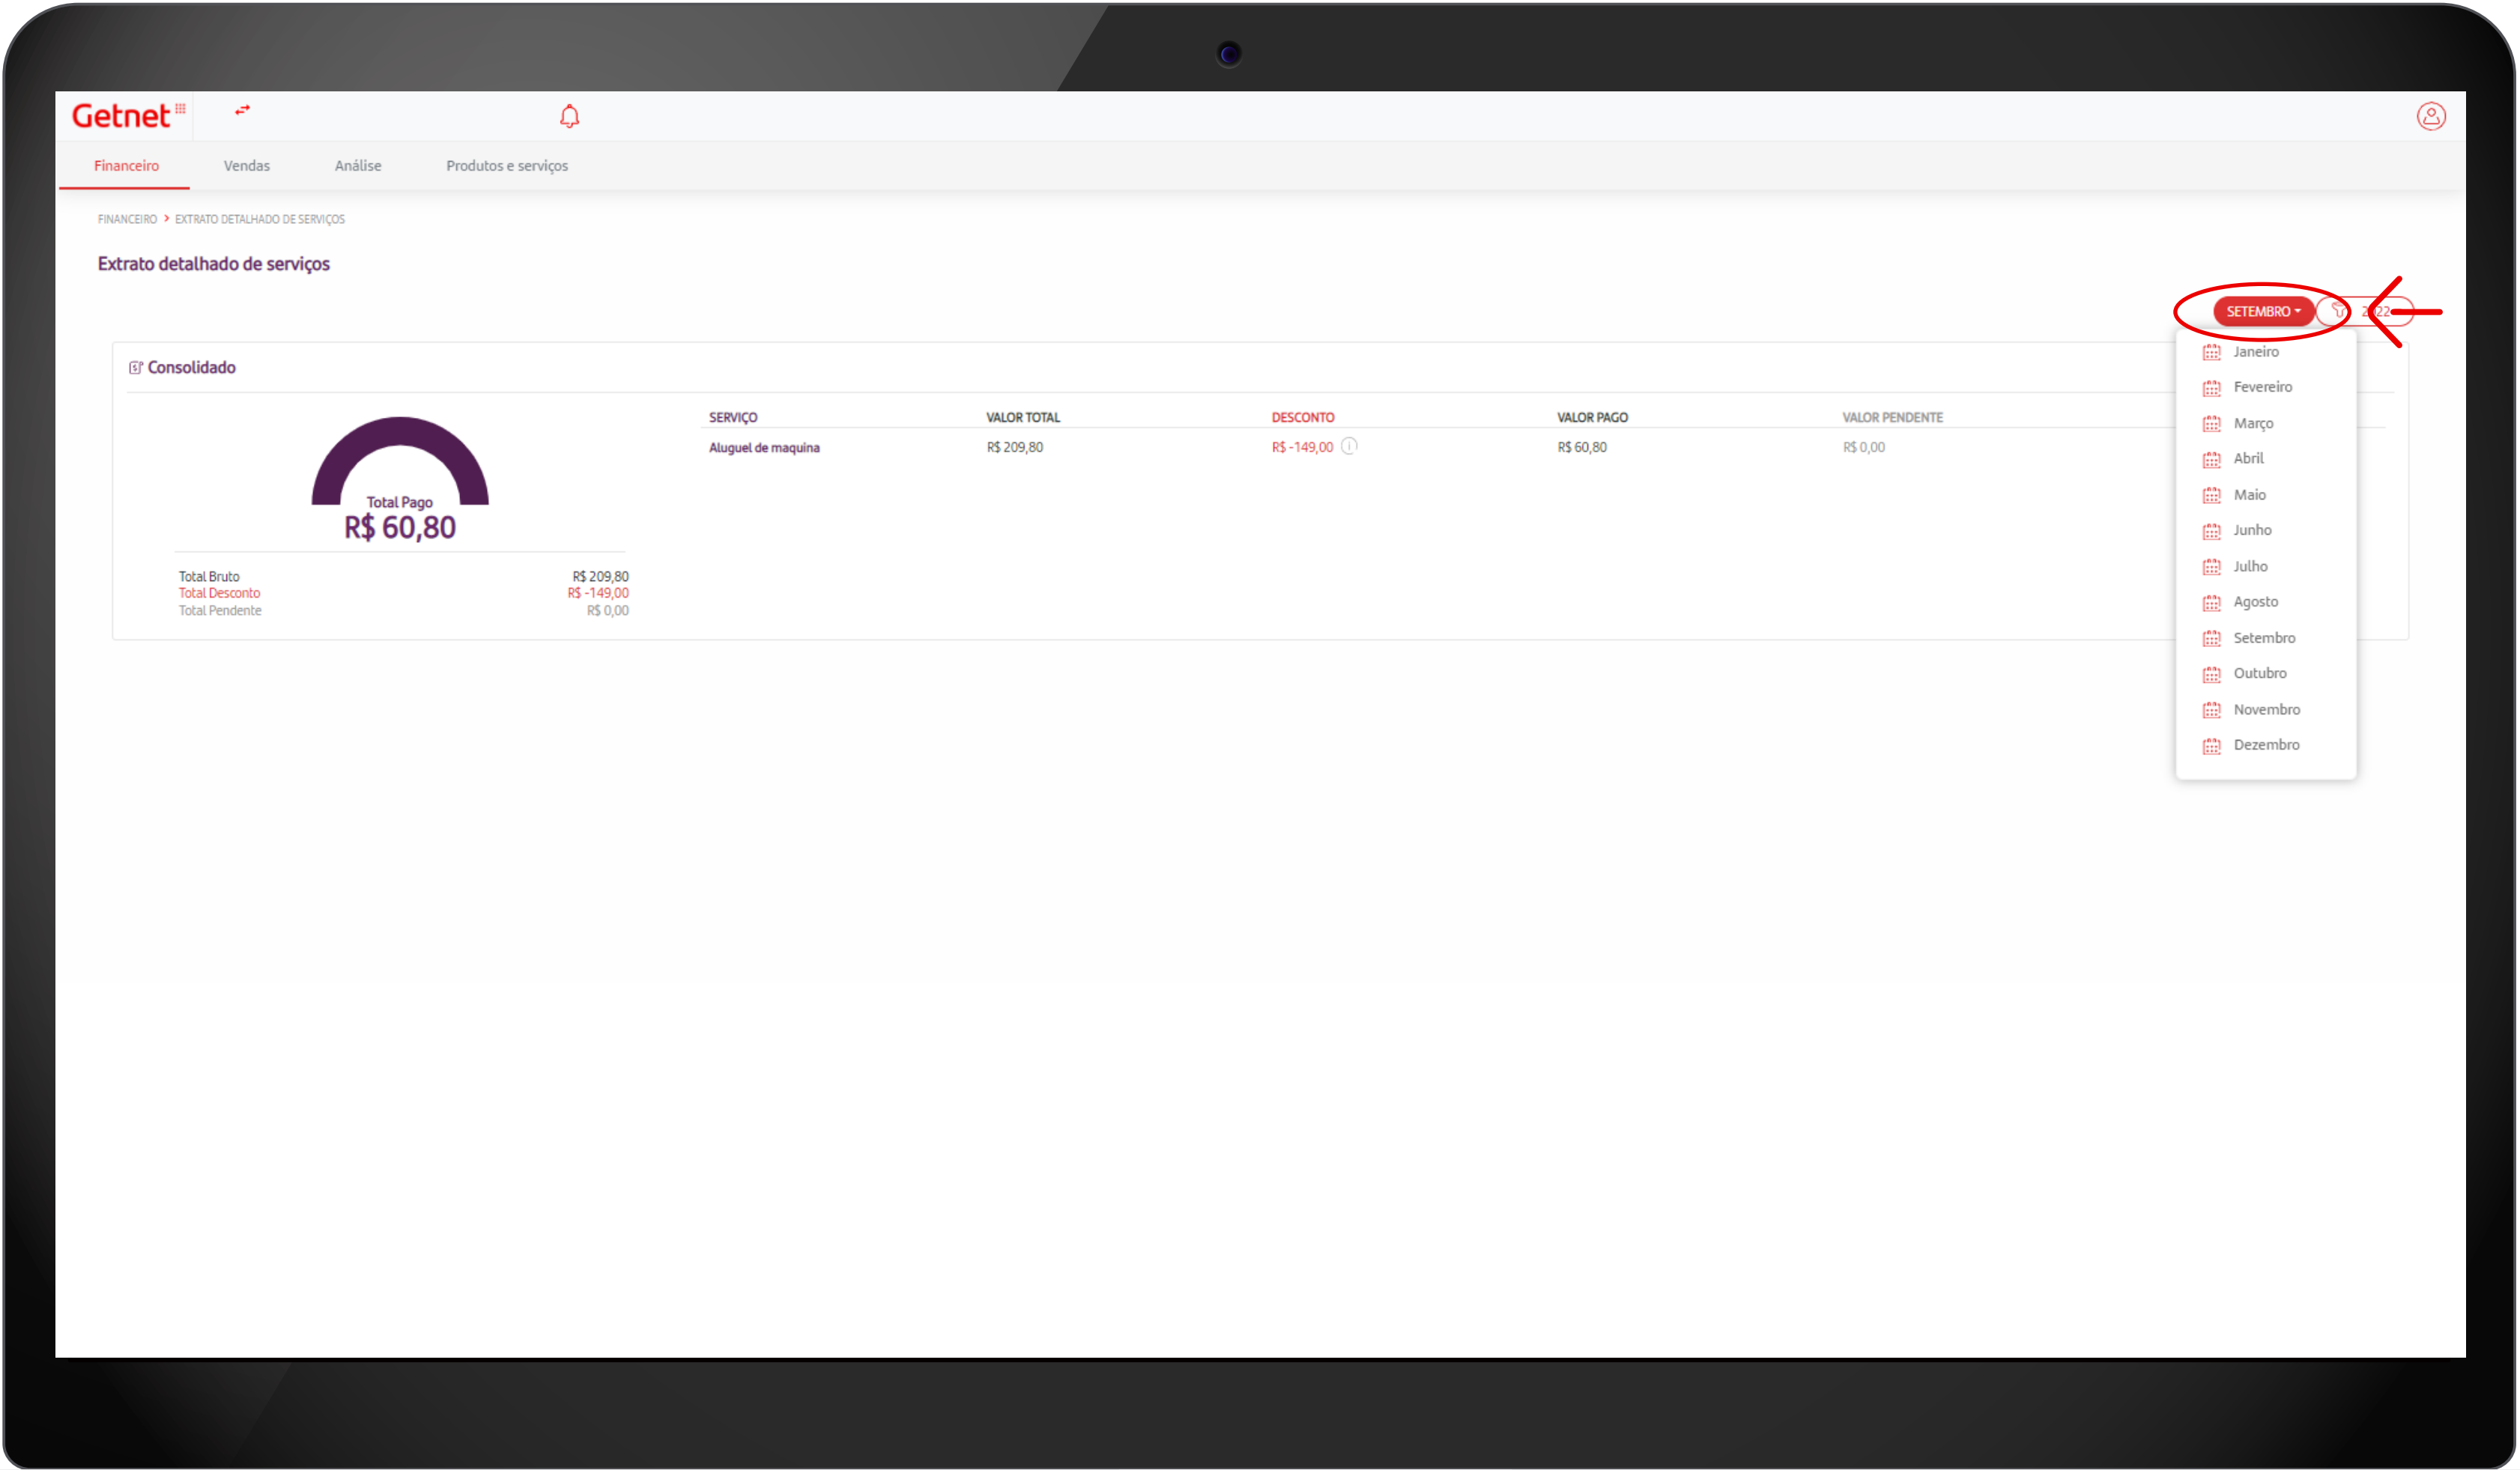 Getnet
Financeiro Vendas Análise Produtos e serviços
FINANCEIRO > EXTRATO DETALHADO DE SERVIÇOS
Extrato detalhado de serviços
SETEMBRO
Consolidado
SERVIÇO VALOR TOTAL DESCONTO VALOR PAGO VALOR PENDENTE
Aluguel de maquina R$ 209,80 R$ -149,00 R$ 60,80 R$ 0,00
Total Pago
R$ 60,80
Total Bruto R$ 209,80
Total Desconto R$ -149,00
Total Pendente R$ 0,00
Janeiro
Fevereiro
Março
Abril
Maio
Junho
Julho
Agosto
Setembro
Outubro
Novembro
Dezembro